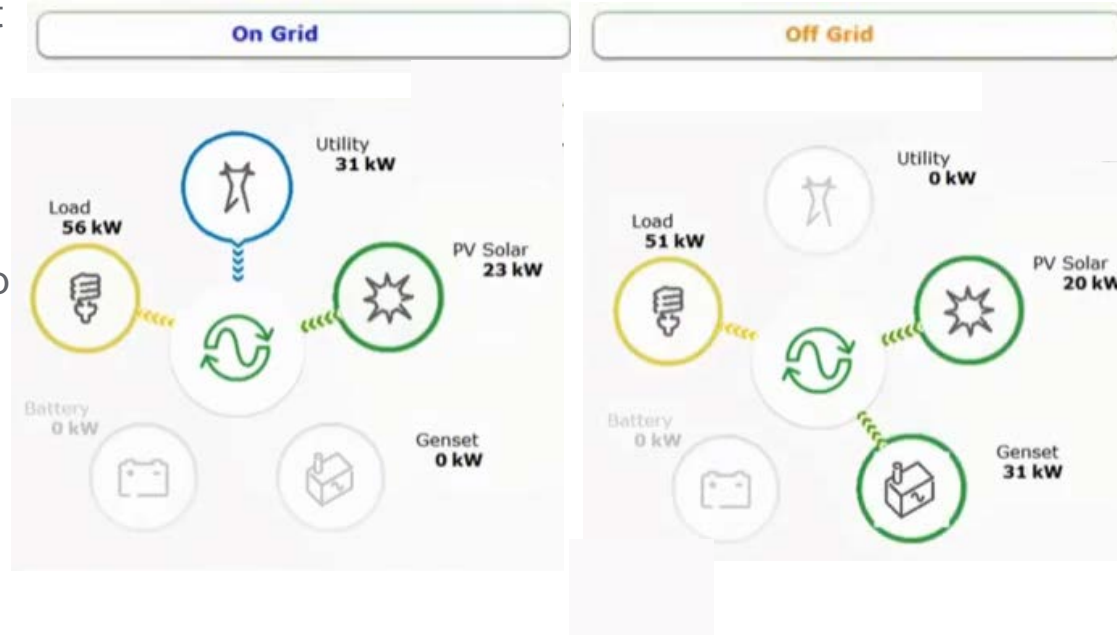 On Grid
Utility
31 kW
Load
56 kW
PV Solar
23 kW
Battery
0 kW
Genset
0 kW
Off Grid
Utility
0 kW
Load
51 kW
PV Solar
20 kW
Battery
0 kW
Genset
31 kW